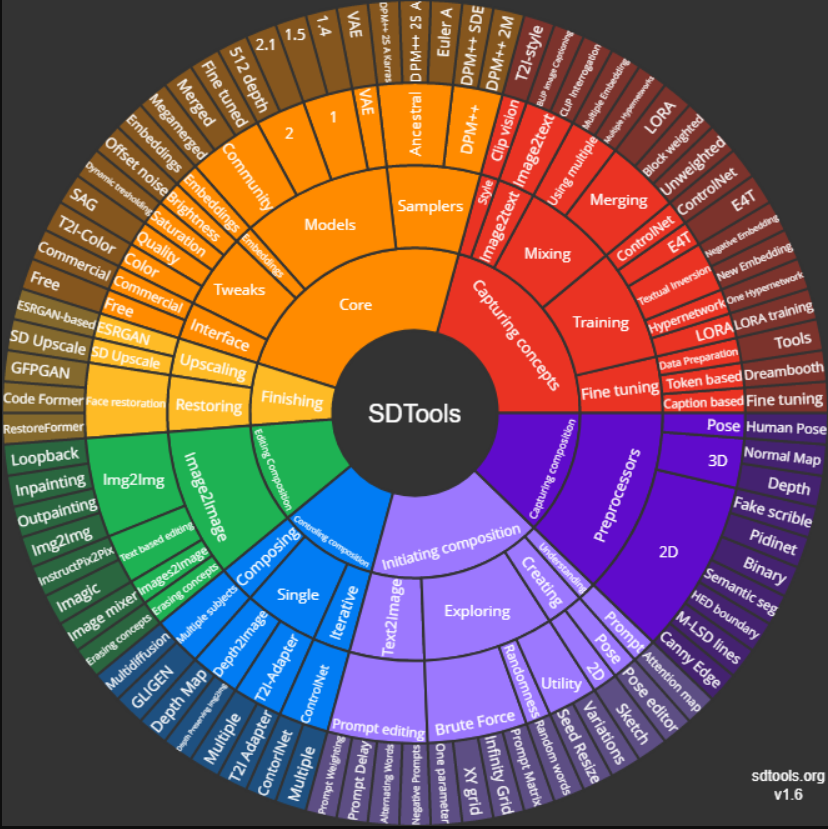 SDTools
Core
Capturing concepts
Capturing composition
Initiating composition
Controling composition
Editing Composition
Finishing
Models
Samplers
Style
Image2text
Mixing
Training
Fine tuning
Preprocessors
Understanding
Creating
Exploring
Text2Image
Iterative
Single
Composing
Image2Image
Restoring
Upscaling
Interface
Tweaks
Embeddings
Community
2
1
VAE
Ancestral
DPM++
Clip vision
Image2text
Using multiple
Merging
ControlNet
E4T
Textual Inversion
Hypernetwork
LORA
Data Preparation
Token based
Caption based
Pose
3D
2D
Prompt
Pose
2D
Utility
Randomness
Brute Force
Prompt editing
ControlNet
T2I-Adapter
Depth2Image
Multiple subjects
Erasing concepts
Images2Image
Text based editing
Img2Img
Face restoration
SD Upscale
ESRGAN
Free
Commercial
Color
Quality
Saturation
Brightness
Embeddings
Merged
Fine tuned
512 depth
2.1
1.5
1.4
VAE
DPM++ 2S A Karras
DPM++ 2S A
Euler A
DPM++ SDE
DPM++ 2M
T2I-style
BLIP Image Captioning
CLIP Interrogation
Multiple Embedding
Multiple Hypernetworks
LORA
Block weighted
Unweighted
ControlNet
E4T
Negative Embedding
New Embedding
One Hypernetwork
LORA training
Tools
Dreambooth
Fine tuning
Human Pose
Normal Map
Depth
Fake scrible
Pidinet
Binary
Semantic seg
HED boundary
M-LSD lines
Canny Edge
Attention map
Pose editor
Sketch
Variations
Seed Resize
Random words
Prompt Matrix
Infinity Grid
XY grid
One parameter
Negative Prompts
Alternating Words
Prompt Delay
Prompt Weighting
Multiple
ContorlNet
T2I Adapter
Multiple
Depth Preserving Img2Img
Depth Map
GLIGEN
Multidiffusion
Erasing concepts
Image mixer
Imagic
InstructPix2Pix
Img2Img
Outpainting
Inpainting
Loopback
RestoreFormer
Code Former
GFPGAN
SD Upscale
ESRGAN-based
Free
Commercial
T2I-Color
SAG
Dynamic tresholding
Offset noise
Embeddings
Megamerged
sdtools.org
v1.6